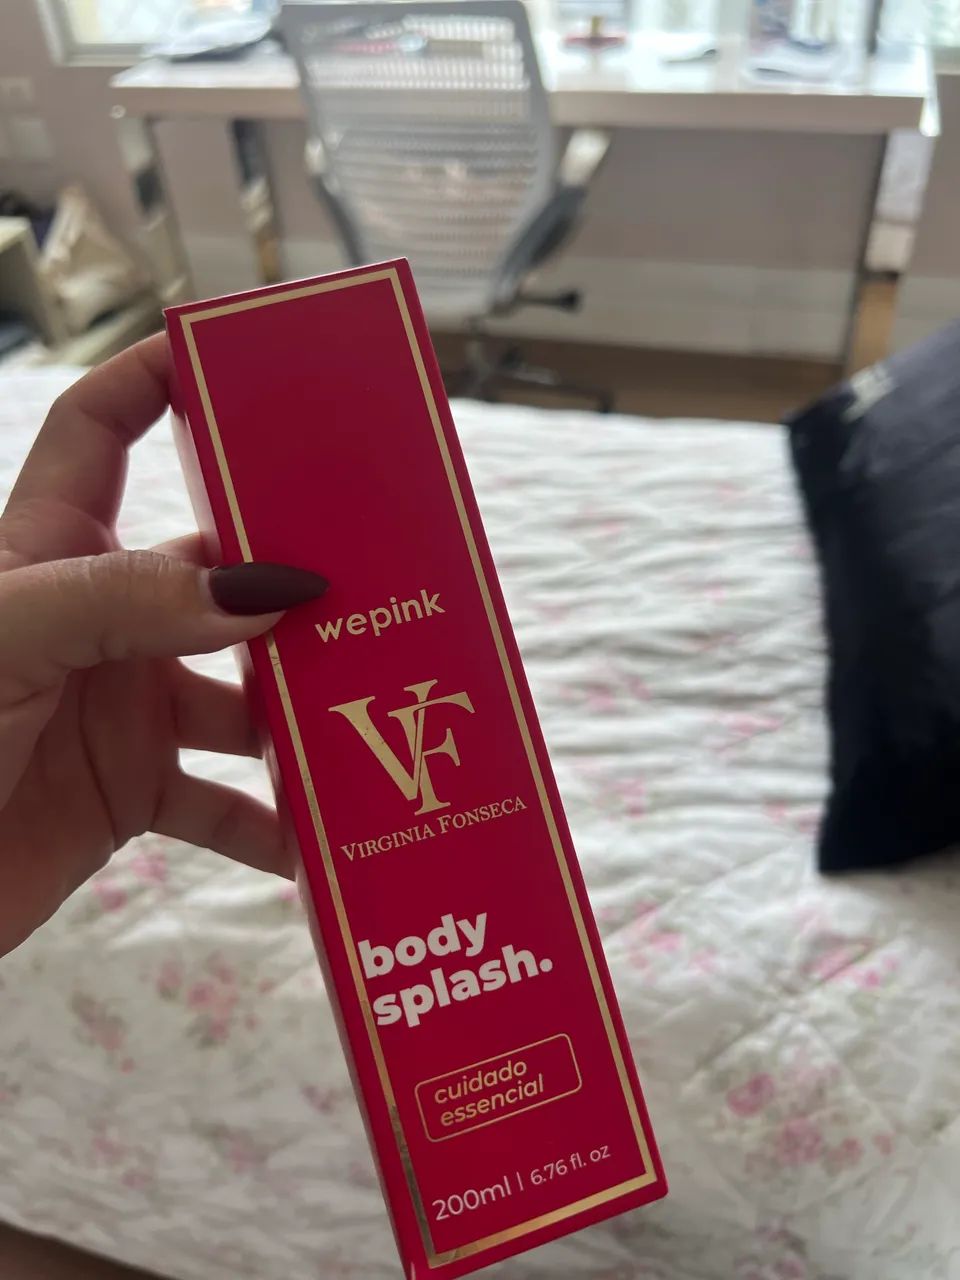 wepink
VF
VIRGINIA FONSECA
body
splash.
cuidado
essencial
200ml | 6.76 fl. oz